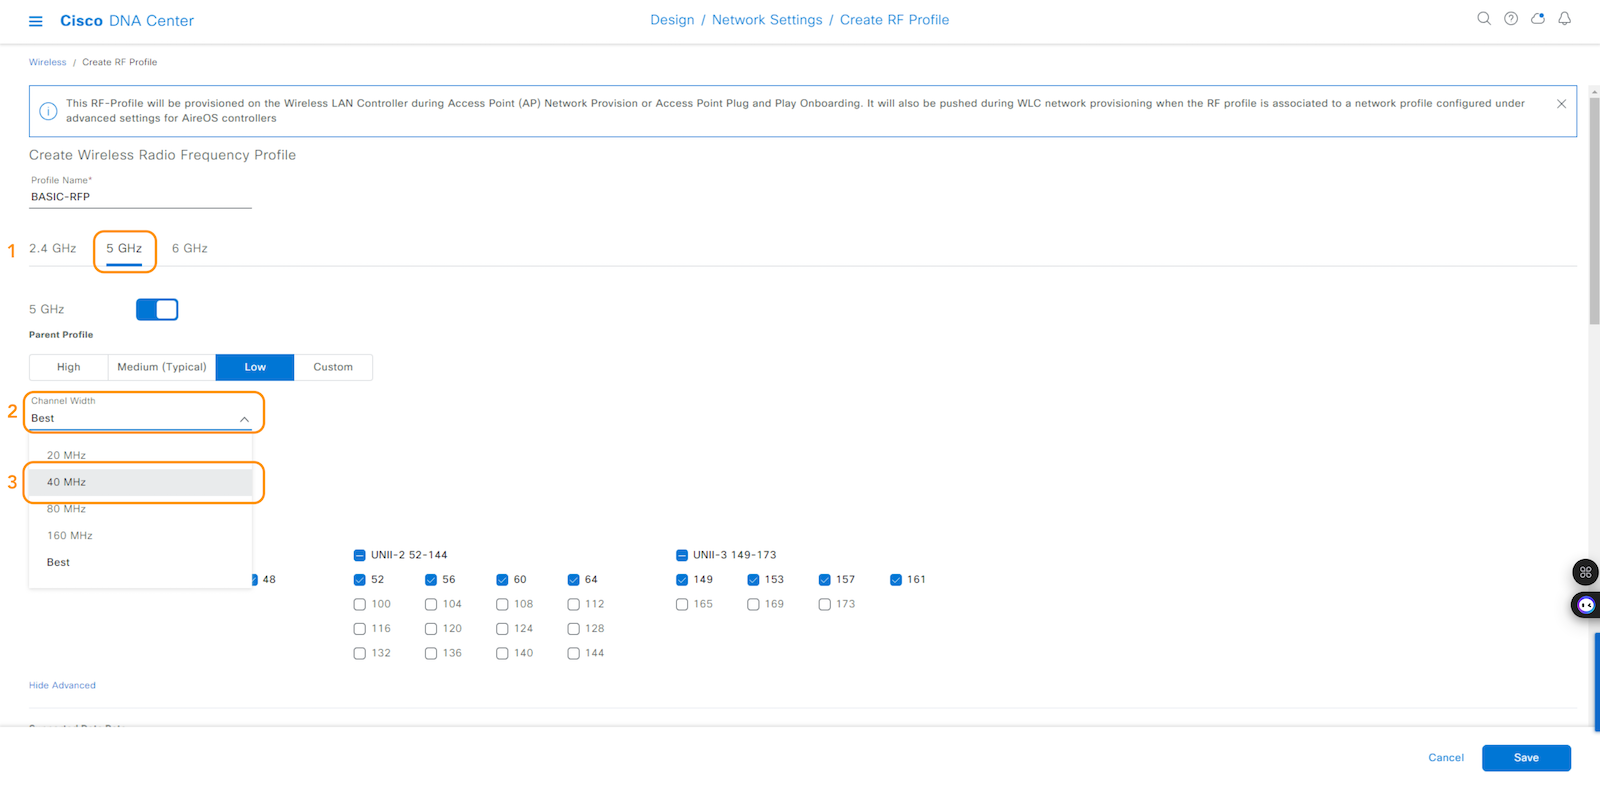 Cisco DNA Center
Design / Network Settings / Create RF Profile
Wireless / Create RF Profile
This RF-Profile will be provisioned on the Wireless LAN Controller during Access Point (AP) Network Provision or Access Point Plug and Play Onboarding. It will also be pushed during WLC network provisioning when the RF profile is associated to a network profile configured under
advanced settings for AireOS controllers
Create Wireless Radio Frequency Profile
Profile Name*
BASIC-RFP
1 2.4 GHz 5 GHz 6 GHz
5 GHz
Parent Profile
High Medium (Typical) Low Custom
Channel Width
2 Best
20 MHz
3 40 MHz
80 MHz
160 MHz
Best
UNII-2 52-144 UNII-3 149-173
48 52 56 60 64 149 153 157 161
100 104 108 112 165 169 173
116 120 124 128
132 136 140 144
Hide Advanced
Cancel Save